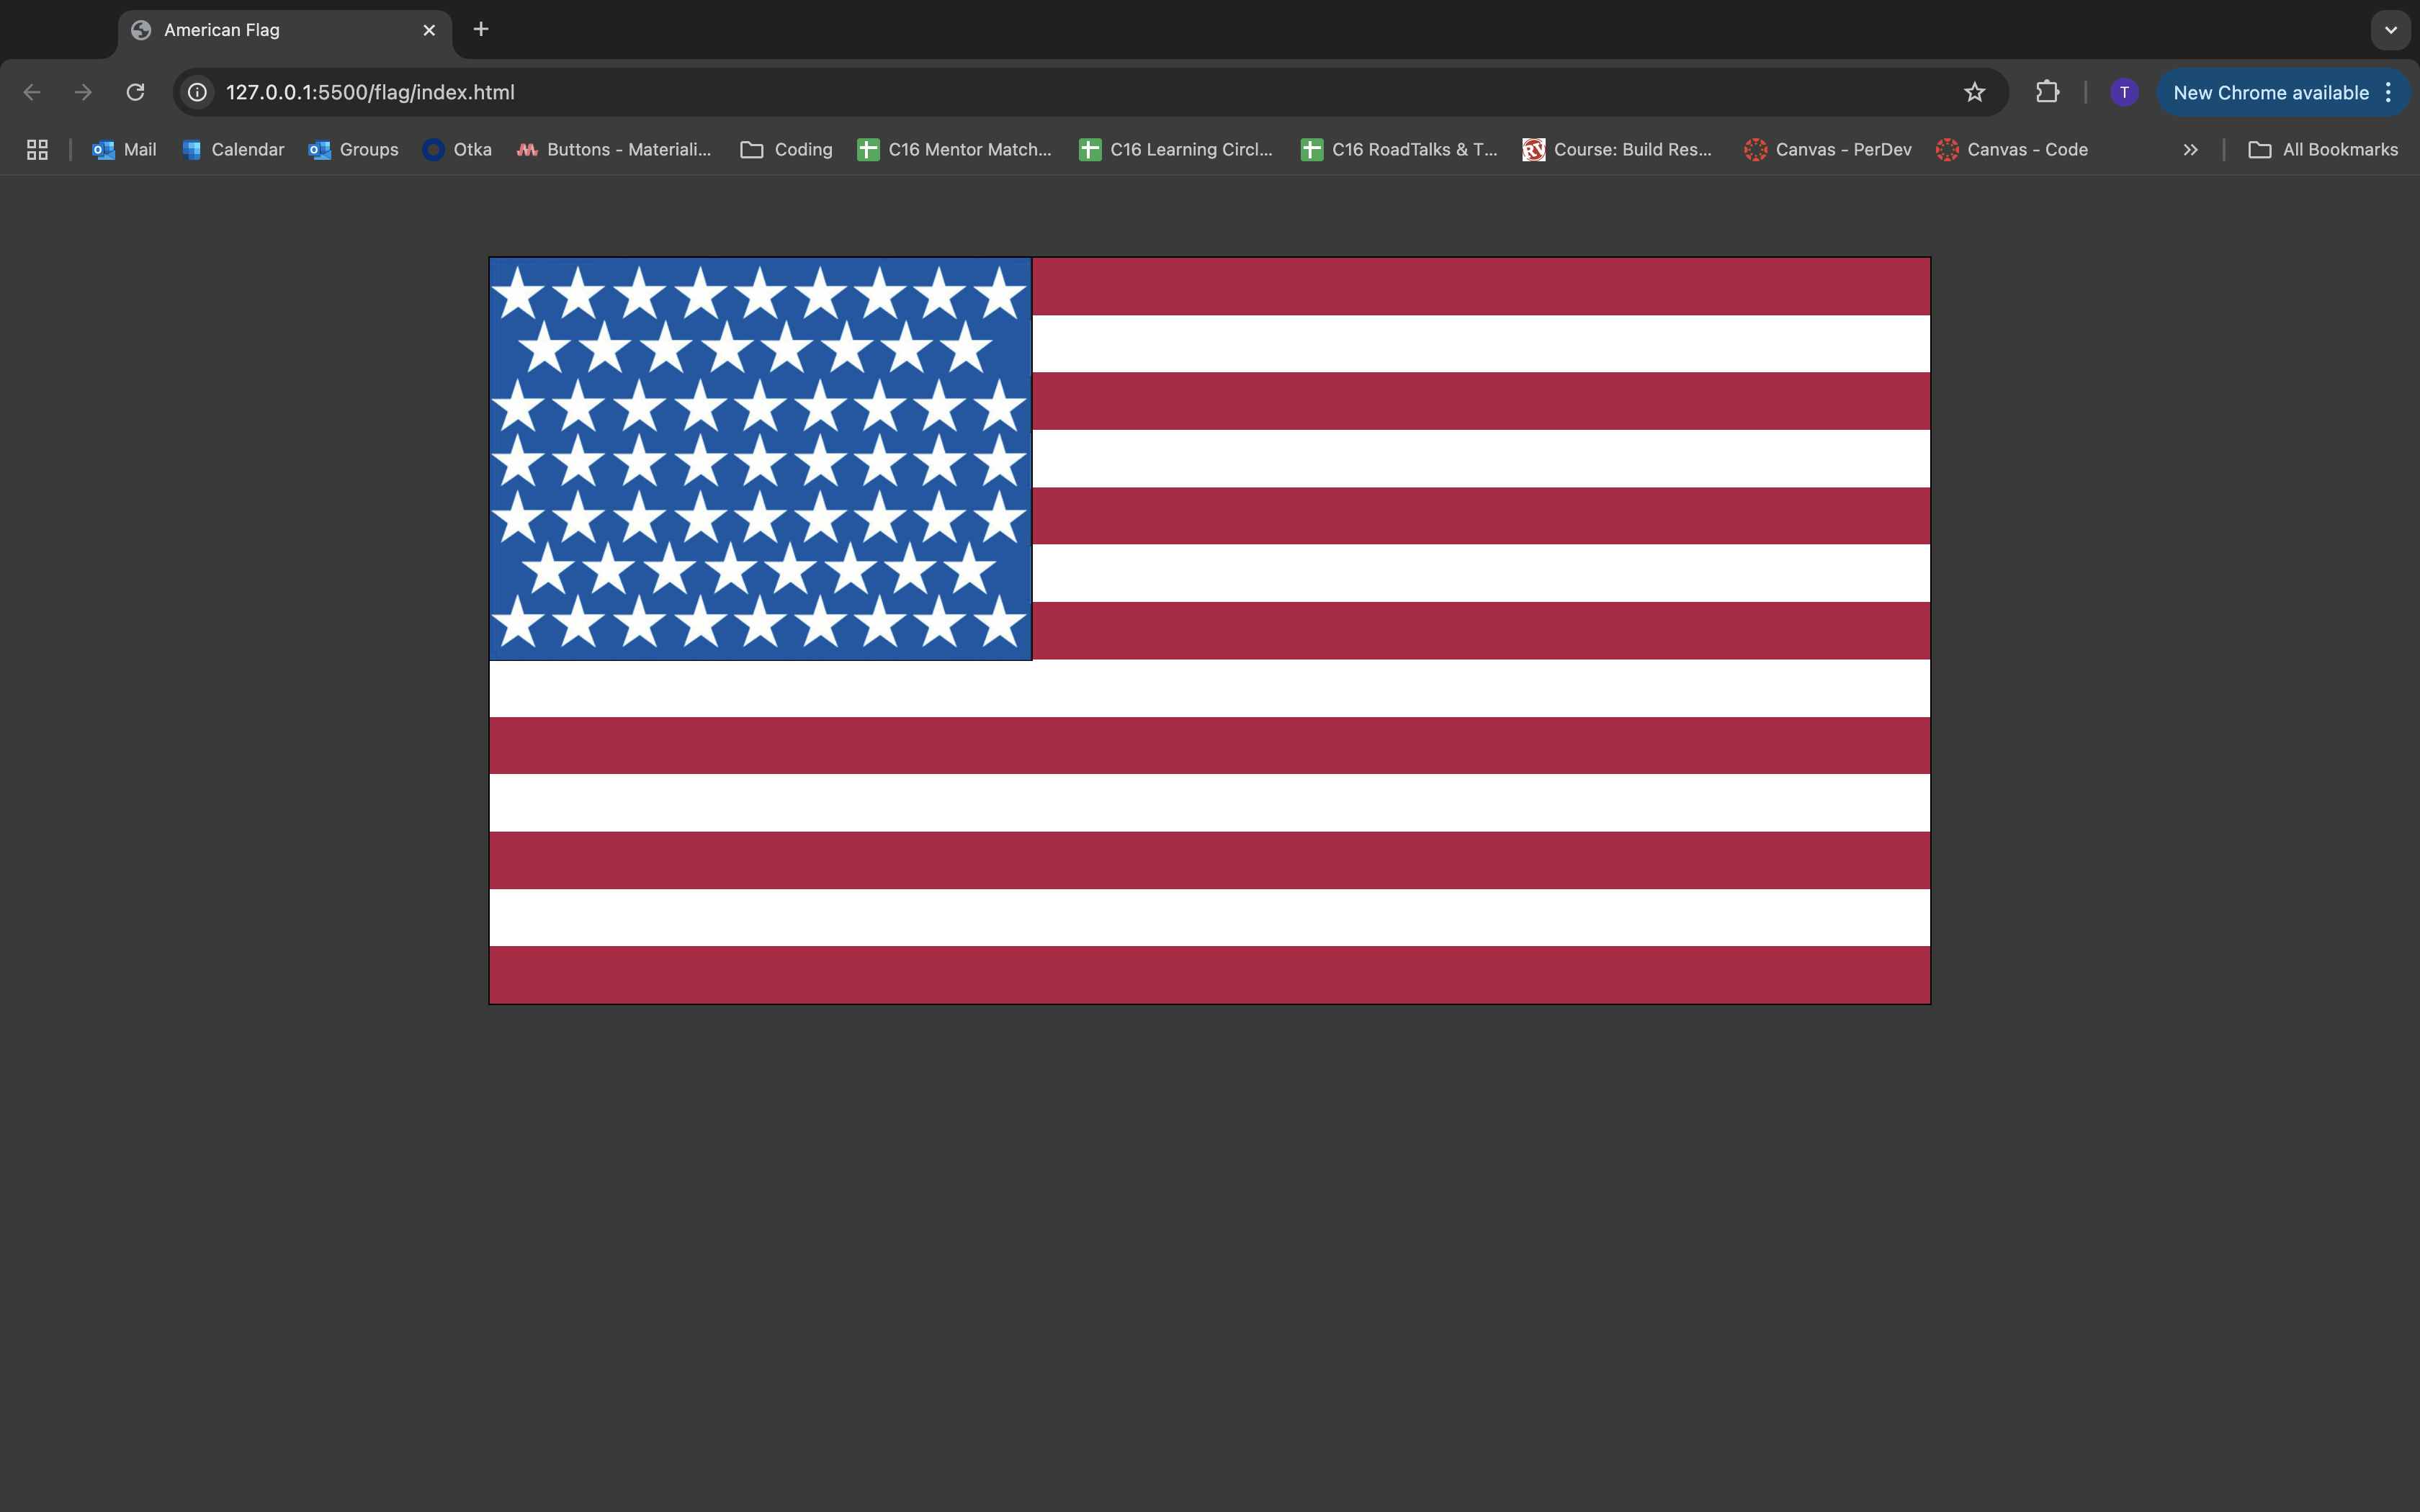 American Flag
127.0.0.1:5500/flag/index.html
T
New Chrome available
Mail Calendar Groups Otka Buttons - Materiali... Coding C16 Mentor Match... C16 Learning Circl... C16 RoadTalks & T... Course: Build Res... Canvas - PerDev Canvas - Code All Bookmarks